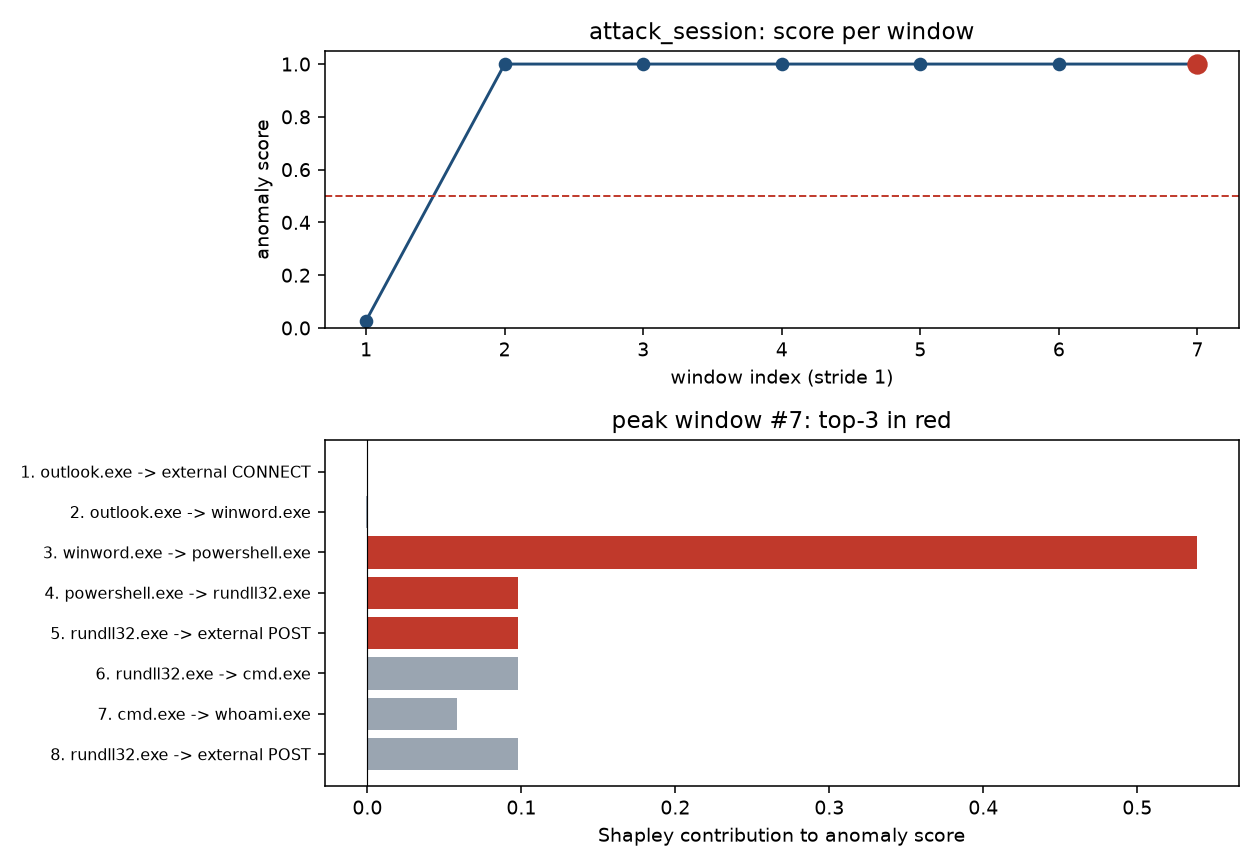 attack_session: score per window
anomaly score
1.0
0.8
0.6
0.4
0.2
0.0
1 2 3 4 5 6 7
window index (stride 1)
peak window #7: top-3 in red
1. outlook.exe -> external CONNECT
2. outlook.exe -> winword.exe
3. winword.exe -> powershell.exe
4. powershell.exe -> rundll32.exe
5. rundll32.exe -> external POST
6. rundll32.exe -> cmd.exe
7. cmd.exe -> whoami.exe
8. rundll32.exe -> external POST
0.0 0.1 0.2 0.3 0.4 0.5
Shapley contribution to anomaly score